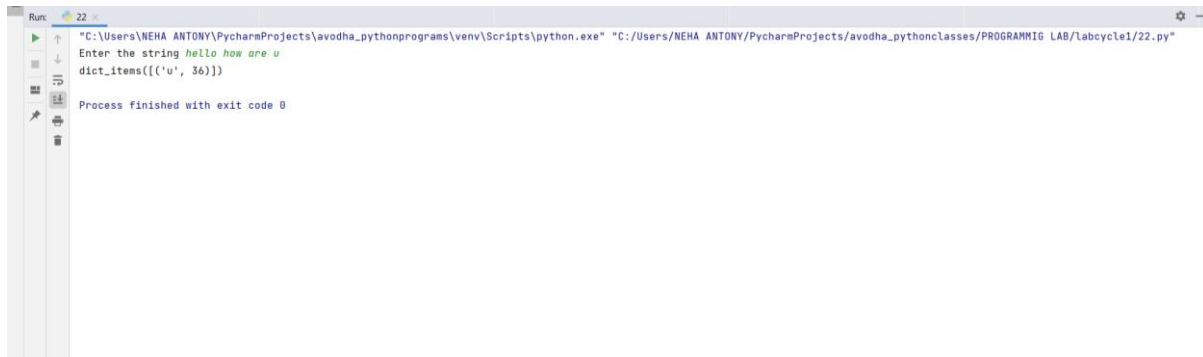 Run: 22 ×
"C:\Users\NEHA ANTONY\PycharmProjects\avodha_pythonprograms\venv\Scripts\python.exe" "C:/Users/NEHA ANTONY/PycharmProjects/avodha_pythonclasses/PROGRAMMIG LAB/labcycle1/22.py"
Enter the string hello how are u
dict_items([('u', 36)])
Process finished with exit code 0